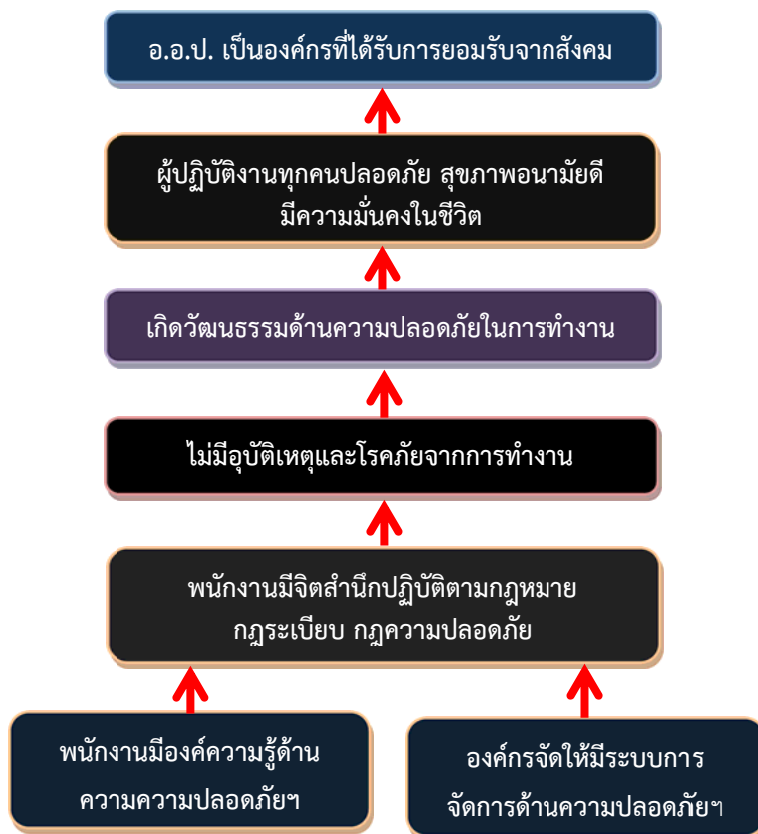 อ.อ.ป. เป็นองค์กรที่ได้รับการยอมรับจากสังคม
ผู้ปฏิบัติงานทุกคนปลอดภัย สุขภาพอนามัยดี
มีความมั่นคงในชีวิต
เกิดวัฒนธรรมด้านความปลอดภัยในการทำงาน
ไม่มีอุบัติเหตุและโรคภัยจากการทำงาน
พนักงานมีจิตสำนึกปฏิบัติตามกฎหมาย
กฎระเบียบ กฎความปลอดภัย
พนักงานมีองค์ความรู้ด้าน
ความความปลอดภัยฯ
องค์กรจัดให้มีระบบการ
จัดการด้านความปลอดภัยฯ